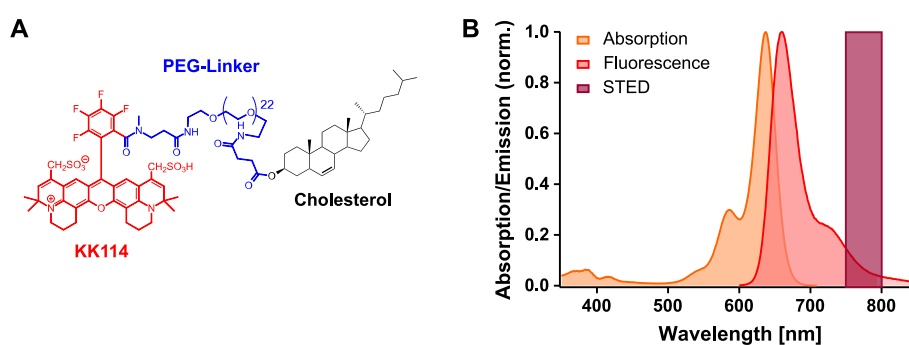 A
PEG-Linker
F
F
F
F
O
N
O
N
H
O
O
22
H
N
O
O
O
CH₂SO₃⊖
CH₂SO₃H
N⊕
O
N
KK114
Cholesterol
H
H
H
B
Absorption
Fluorescence
STED
Absorption/Emission (norm.)
1.0
0.8
0.6
0.4
0.2
0.0
400
500
600
700
800
Wavelength [nm]